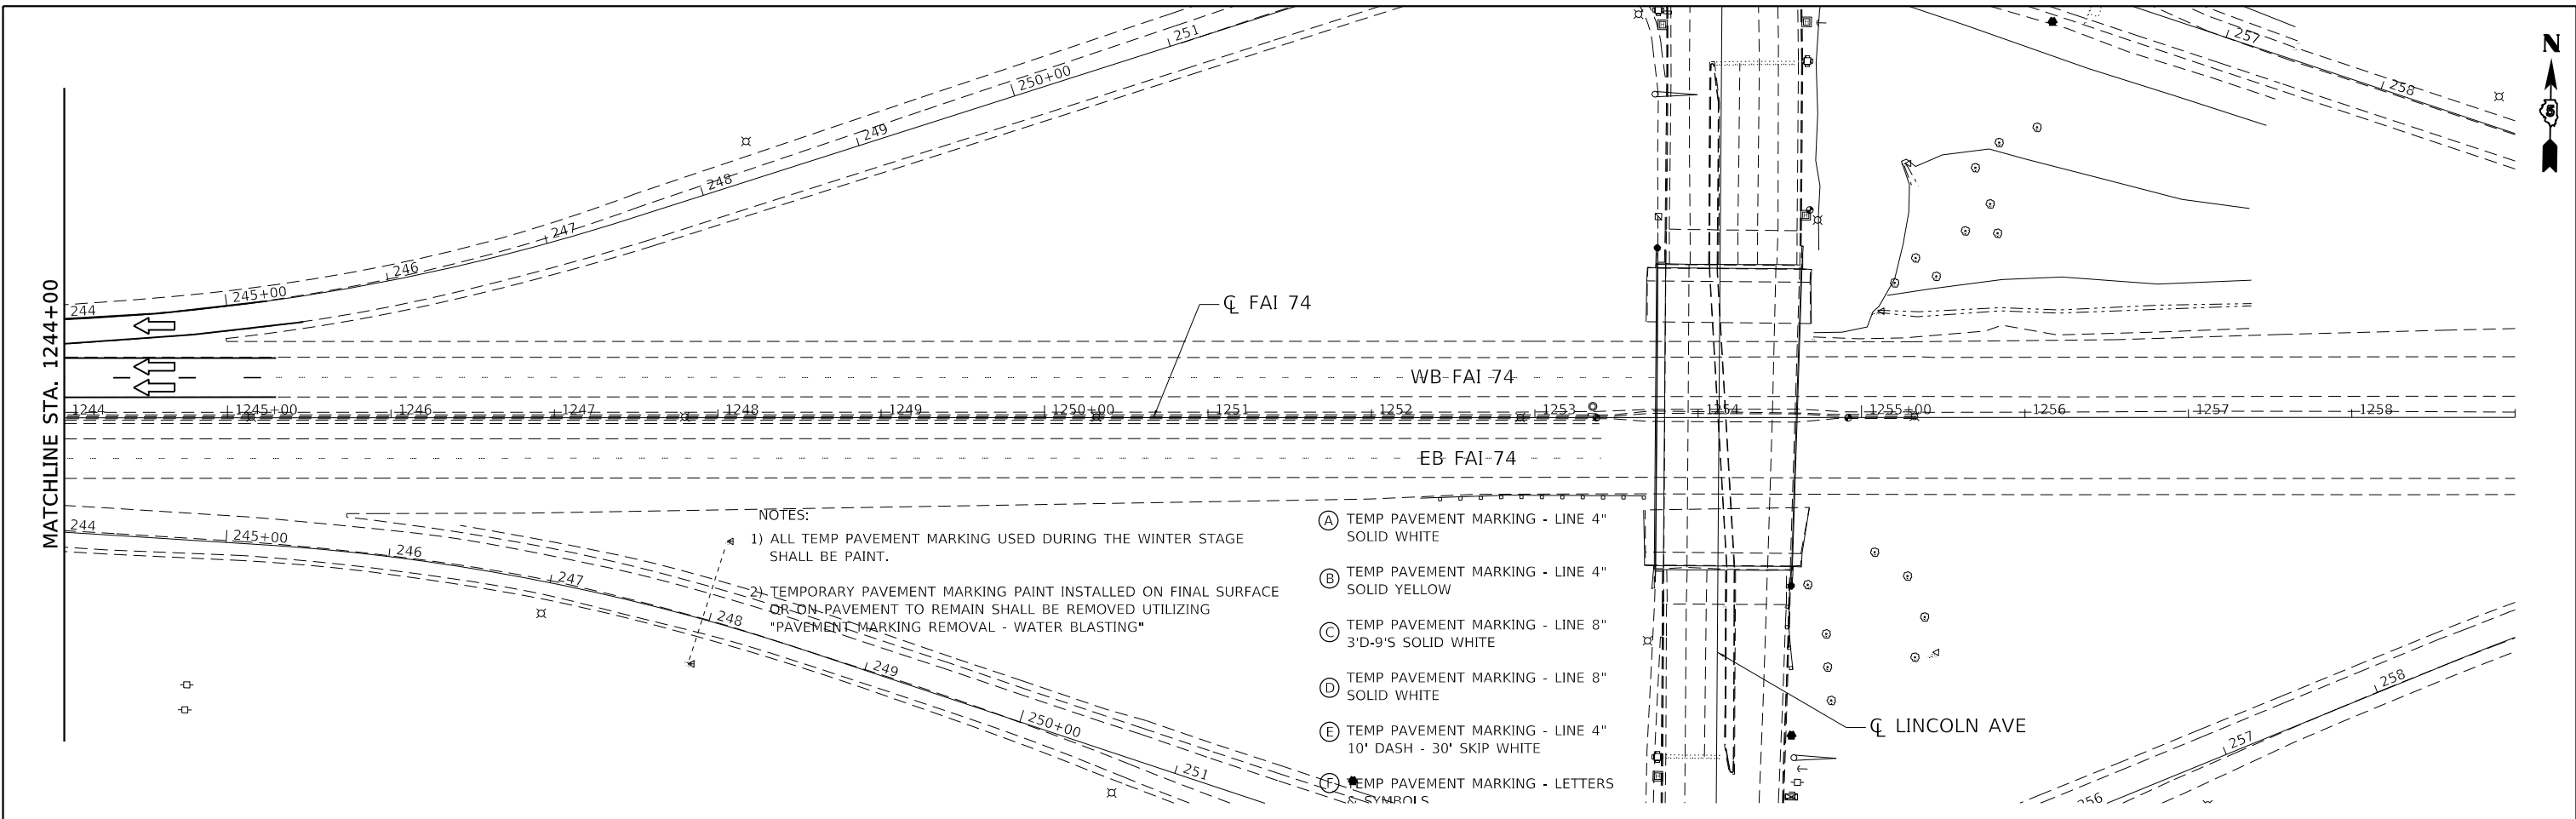 251
250+00
249
248
247
246
245+00
244
257
258
N
5
MATCHLINE STA. 1244+00
℄ FAI 74
WB FAI 74
1244 1245+00 1246 1247 1248 1249 1250+00 1251 1252 1253 1254 1255+00 1256 1257 1258
EB FAI 74
244
245+00
246
247
248
249
250+00
251
NOTES:
1) ALL TEMP PAVEMENT MARKING USED DURING THE WINTER STAGE
SHALL BE PAINT.
2) TEMPORARY PAVEMENT MARKING PAINT INSTALLED ON FINAL SURFACE
OR ON PAVEMENT TO REMAIN SHALL BE REMOVED UTILIZING
"PAVEMENT MARKING REMOVAL - WATER BLASTING"
A TEMP PAVEMENT MARKING - LINE 4"
SOLID WHITE
B TEMP PAVEMENT MARKING - LINE 4"
SOLID YELLOW
C TEMP PAVEMENT MARKING - LINE 8"
3'D-9'S SOLID WHITE
D TEMP PAVEMENT MARKING - LINE 8"
SOLID WHITE
E TEMP PAVEMENT MARKING - LINE 4"
10' DASH - 30' SKIP WHITE
F TEMP PAVEMENT MARKING - LETTERS
& SYMBOLS
℄ LINCOLN AVE
258
257
256